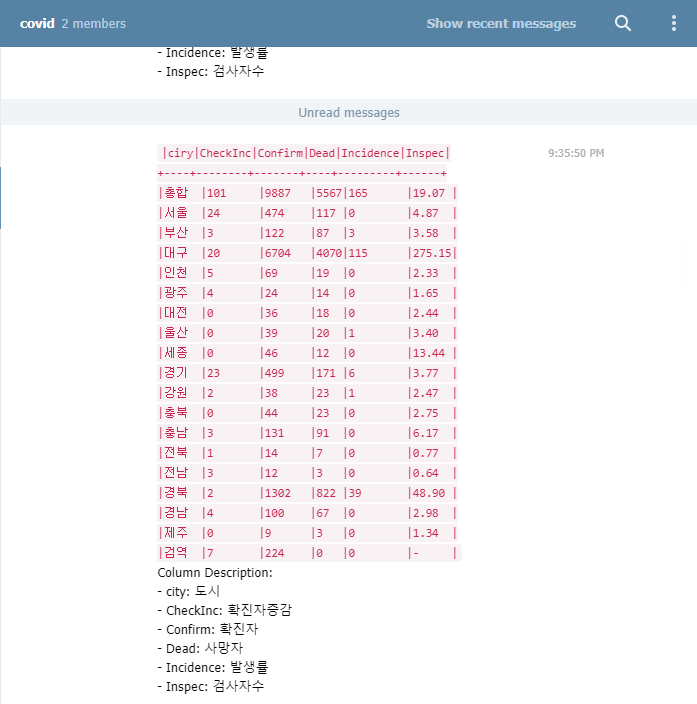 covid 2 members Show recent messages
- Incidence: 발생률
- Inspec: 검사자수
Unread messages
|ciry|CheckInc|Confirm|Dead|Incidence|Inspec| 9:35:50 PM
+----+--------+-------+----+---------+------+
|총합 |101 |9887 |5567|165 |19.07 |
|서울 |24 |474 |117 |0 |4.87 |
|부산 |3 |122 |87 |3 |3.58 |
|대구 |20 |6704 |4070|115 |275.15|
|인천 |5 |69 |19 |0 |2.33 |
|광주 |4 |24 |14 |0 |1.65 |
|대전 |0 |36 |18 |0 |2.44 |
|울산 |0 |39 |20 |1 |3.40 |
|세종 |0 |46 |12 |0 |13.44 |
|경기 |23 |499 |171 |6 |3.77 |
|강원 |2 |38 |23 |1 |2.47 |
|충북 |0 |44 |23 |0 |2.75 |
|충남 |3 |131 |91 |0 |6.17 |
|전북 |1 |14 |7 |0 |0.77 |
|전남 |3 |12 |3 |0 |0.64 |
|경북 |2 |1302 |822 |39 |48.90 |
|경남 |4 |100 |67 |0 |2.98 |
|제주 |0 |9 |3 |0 |1.34 |
|검역 |7 |224 |0 |0 |- |
Column Description:
- city: 도시
- CheckInc: 확진자증감
- Confirm: 확진자
- Dead: 사망자
- Incidence: 발생률
- Inspec: 검사자수